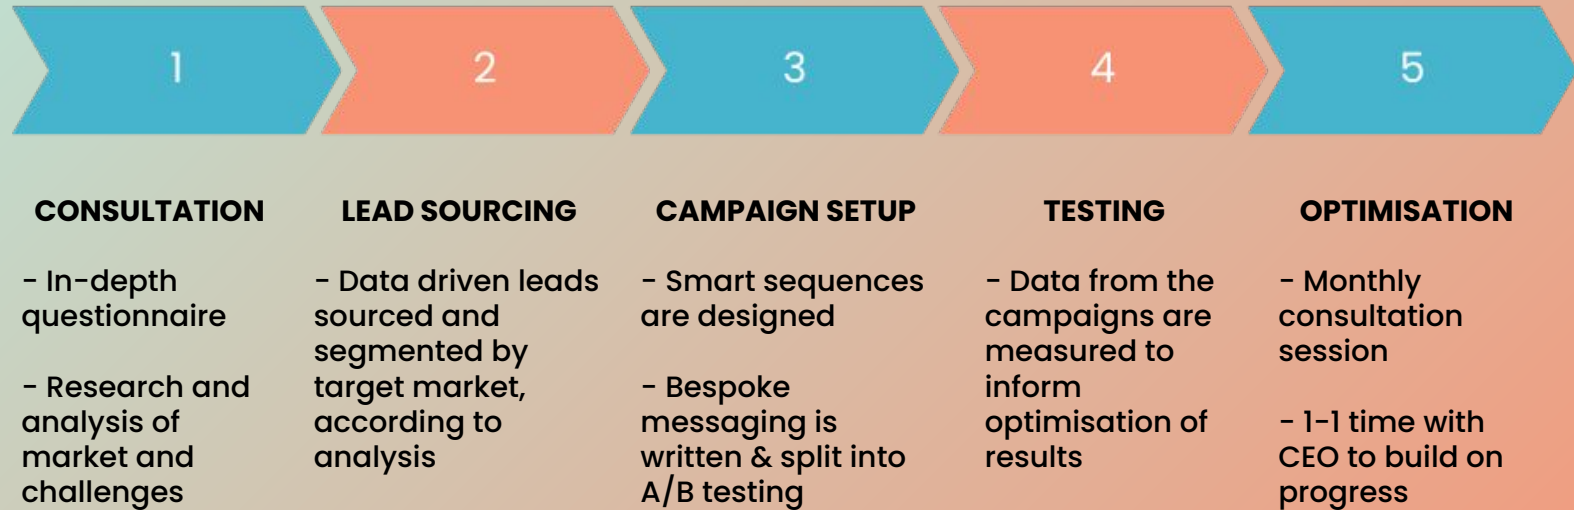 1
2
3
4
5
CONSULTATION
- In-depth
questionnaire
- Research and
analysis of
market and
challenges
LEAD SOURCING
- Data driven leads
sourced and
segmented by
target market,
according to
analysis
CAMPAIGN SETUP
- Smart sequences
are designed
- Bespoke
messaging is
written & split into
A/B testing
TESTING
- Data from the
campaigns are
measured to
inform
optimisation of
results
OPTIMISATION
- Monthly
consultation
session
- 1-1 time with
CEO to build on
progress